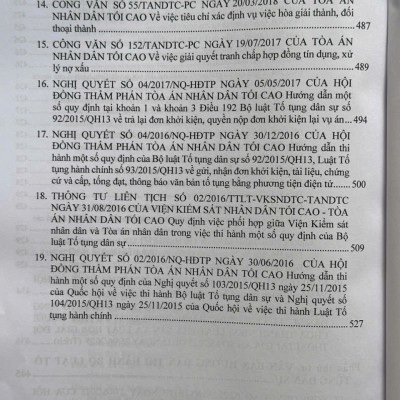 14. CÔNG VĂN SỐ 55/TANDTC-PC NGÀY 20/03/2018 CỦA TÒA ÁN
NHÂN DÂN TỐI CAO Về việc tiêu chí xác định vụ việc hòa giải thành, đối
thoại thành ........ 487
15. CÔNG VĂN SỐ 152/TANDTC-PC NGÀY 19/07/2017 CỦA TÒA ÁN
NHÂN DÂN TỐI CAO Về việc giải quyết tranh chấp hợp đồng tín dụng, xử
lý nợ xấu ........ 489
16. NGHỊ QUYẾT SỐ 04/2017/NQ-HĐTP NGÀY 05/05/2017 CỦA HỘI
ĐỒNG THẨM PHÁN TÒA ÁN NHÂN DÂN TỐI CAO Hướng dẫn một
số quy định tại khoản 1 và khoản 3 Điều 192 Bộ luật Tố tụng dân sự số
92/2015/QH13 về trả lại đơn khởi kiện, quyền nộp đơn khởi kiện lại vụ án .... 494
17. NGHỊ QUYẾT SỐ 04/2016/NQ-HĐTP NGÀY 30/12/2016 CỦA HỘI
ĐỒNG THẨM PHÁN TÒA ÁN NHÂN DÂN TỐI CAO Hướng dẫn thi
hành một số quy định của Bộ luật Tố tụng dân sự số 92/2015/QH13, Luật Tố
tụng hành chính số 93/2015/QH13 về gửi, nhận đơn khởi kiện, tài liệu, chứng
cứ và cấp, tống đạt, thông báo văn bản tố tụng bằng phương tiện điện tử ....... 500
18. THÔNG TƯ LIÊN TỊCH SỐ 02/2016/TTLT-VKSNDTC-TANDTC
NGÀY 31/08/2016 CỦA VIỆN KIỂM SÁT NHÂN DÂN TỐI CAO - TÒA
ÁN NHÂN DÂN TỐI CAO Quy định việc phối hợp giữa Viện Kiểm sát
nhân dân và Tòa án nhân dân trong việc thi hành một số quy định của Bộ
luật Tố tụng dân sự ........ 509
19. NGHỊ QUYẾT SỐ 02/2016/NQ-HĐTP NGÀY 30/06/2016 CỦA HỘI
ĐỒNG THẨM PHÁN TÒA ÁN NHÂN DÂN TỐI CAO Hướng dẫn thi
hành một số quy định của Nghị quyết số 103/2015/QH13 ngày 25/11/2015
của Quốc hội về việc thi hành Bộ luật Tố tụng dân sự và Nghị quyết số
104/2015/QH13 ngày 25/11/2015 của Quốc hội về việc thi hành Luật Tố
tụng hành chính ........ 527